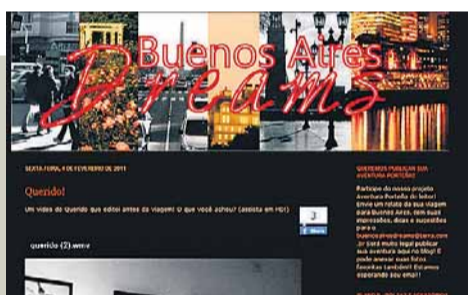 Buenos Aires
Dreams
SEXTA-FEIRA, 4 DE FEVEREIRO DE 2011
Querido!
Um vídeo do Querido que editei antes da viagem! O que você achou? (assista em HD!)
3
Share
querido (2).wmv
QUEREMOS PUBLICAR SUA
AVENTURA PORTEÑA!
Participe do nosso projeto
Aventura Porteña do leitor!
Envie um relato da sua viagem
para Buenos Aires, com suas
impressões, dicas e sugestões
para o
.br Será muito legal publicar
sua aventura aqui no blog! E
pode anexar suas fotos
favoritas também! Estamos
esperando seu email!